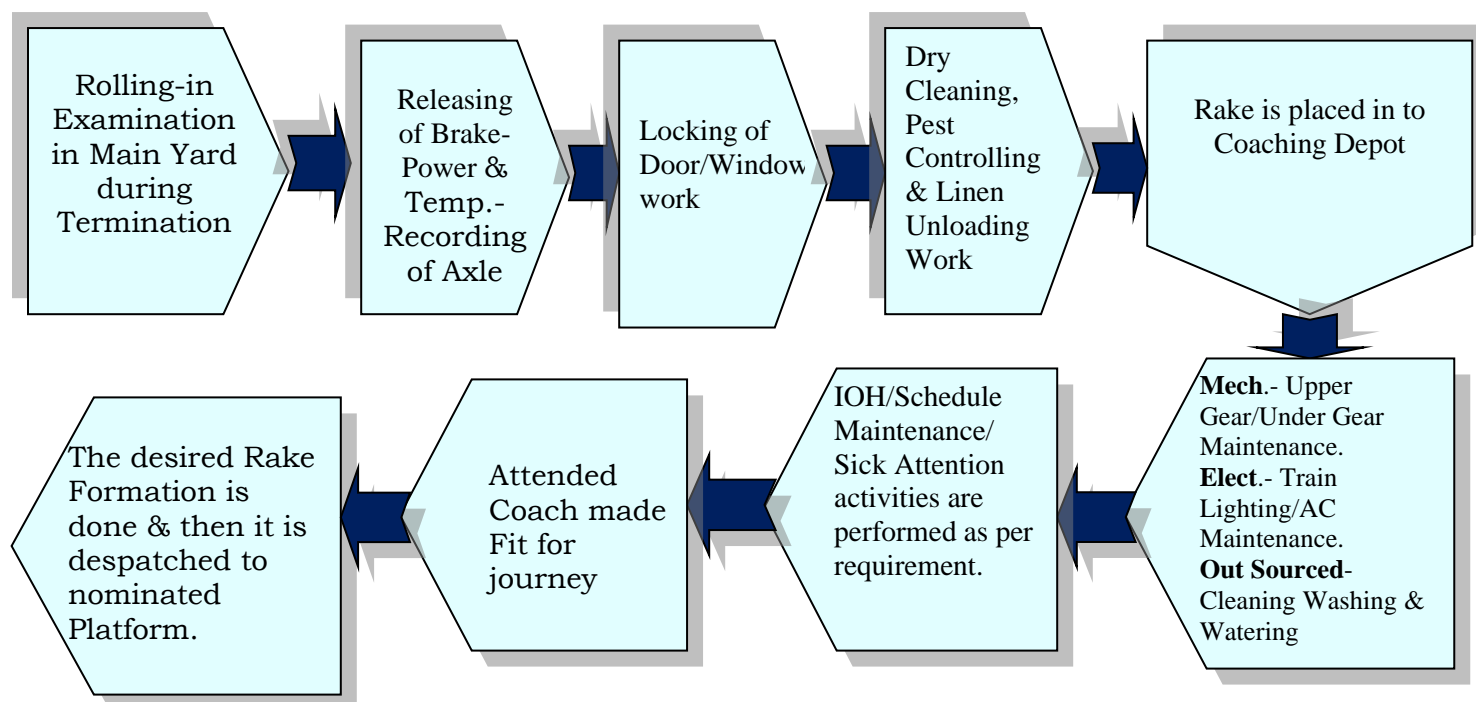 Rolling-in
Examination
in Main Yard
during
Termination
Releasing
of Brake-
Power &
Temp.-
Recording
of Axle
Locking of
Door/Window
work
Dry
Cleaning,
Pest
Controlling
& Linen
Unloading
Work
Rake is placed in to
Coaching Depot
Mech.- Upper
Gear/Under Gear
Maintenance.
Elect.- Train
Lighting/AC
Maintenance.
Out Sourced-
Cleaning Washing &
Watering
IOH/Schedule
Maintenance/
Sick Attention
activities are
performed as per
requirement.
Attended
Coach made
Fit for
journey
The desired Rake
Formation is
done & then it is
despatched to
nominated
Platform.